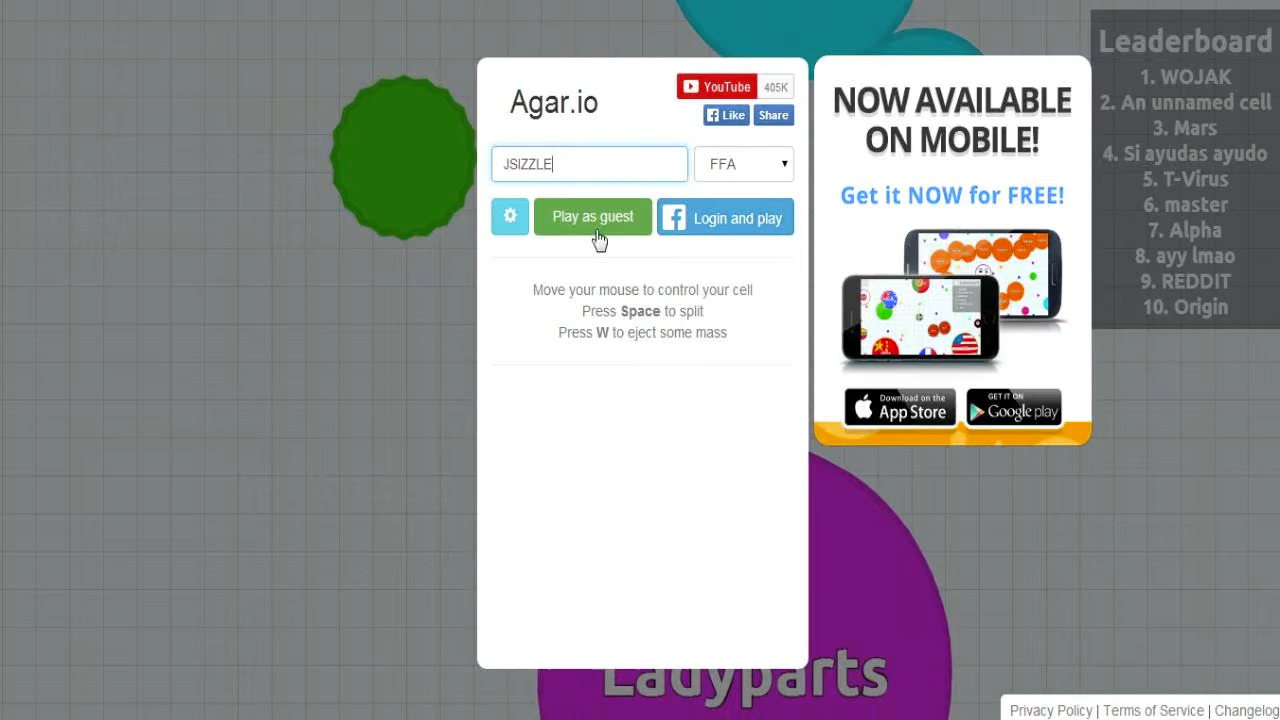 Agar.io
YouTube 405K
Like Share
JSIZZLE
FFA
Play as guest
Login and play
Move your mouse to control your cell
Press Space to split
Press W to eject some mass
NOW AVAILABLE
ON MOBILE!
Get it NOW for FREE!
Download on the
App Store
GET IT ON
Google play
Leaderboard
1. WOJAK
2. An unnamed cell
3. Mars
4. Si ayudas ayudo
5. T-Virus
6. master
7. Alpha
8. ayy lmao
9. REDDIT
10. Origin
Ladyparts
Privacy Policy | Terms of Service | Changelog